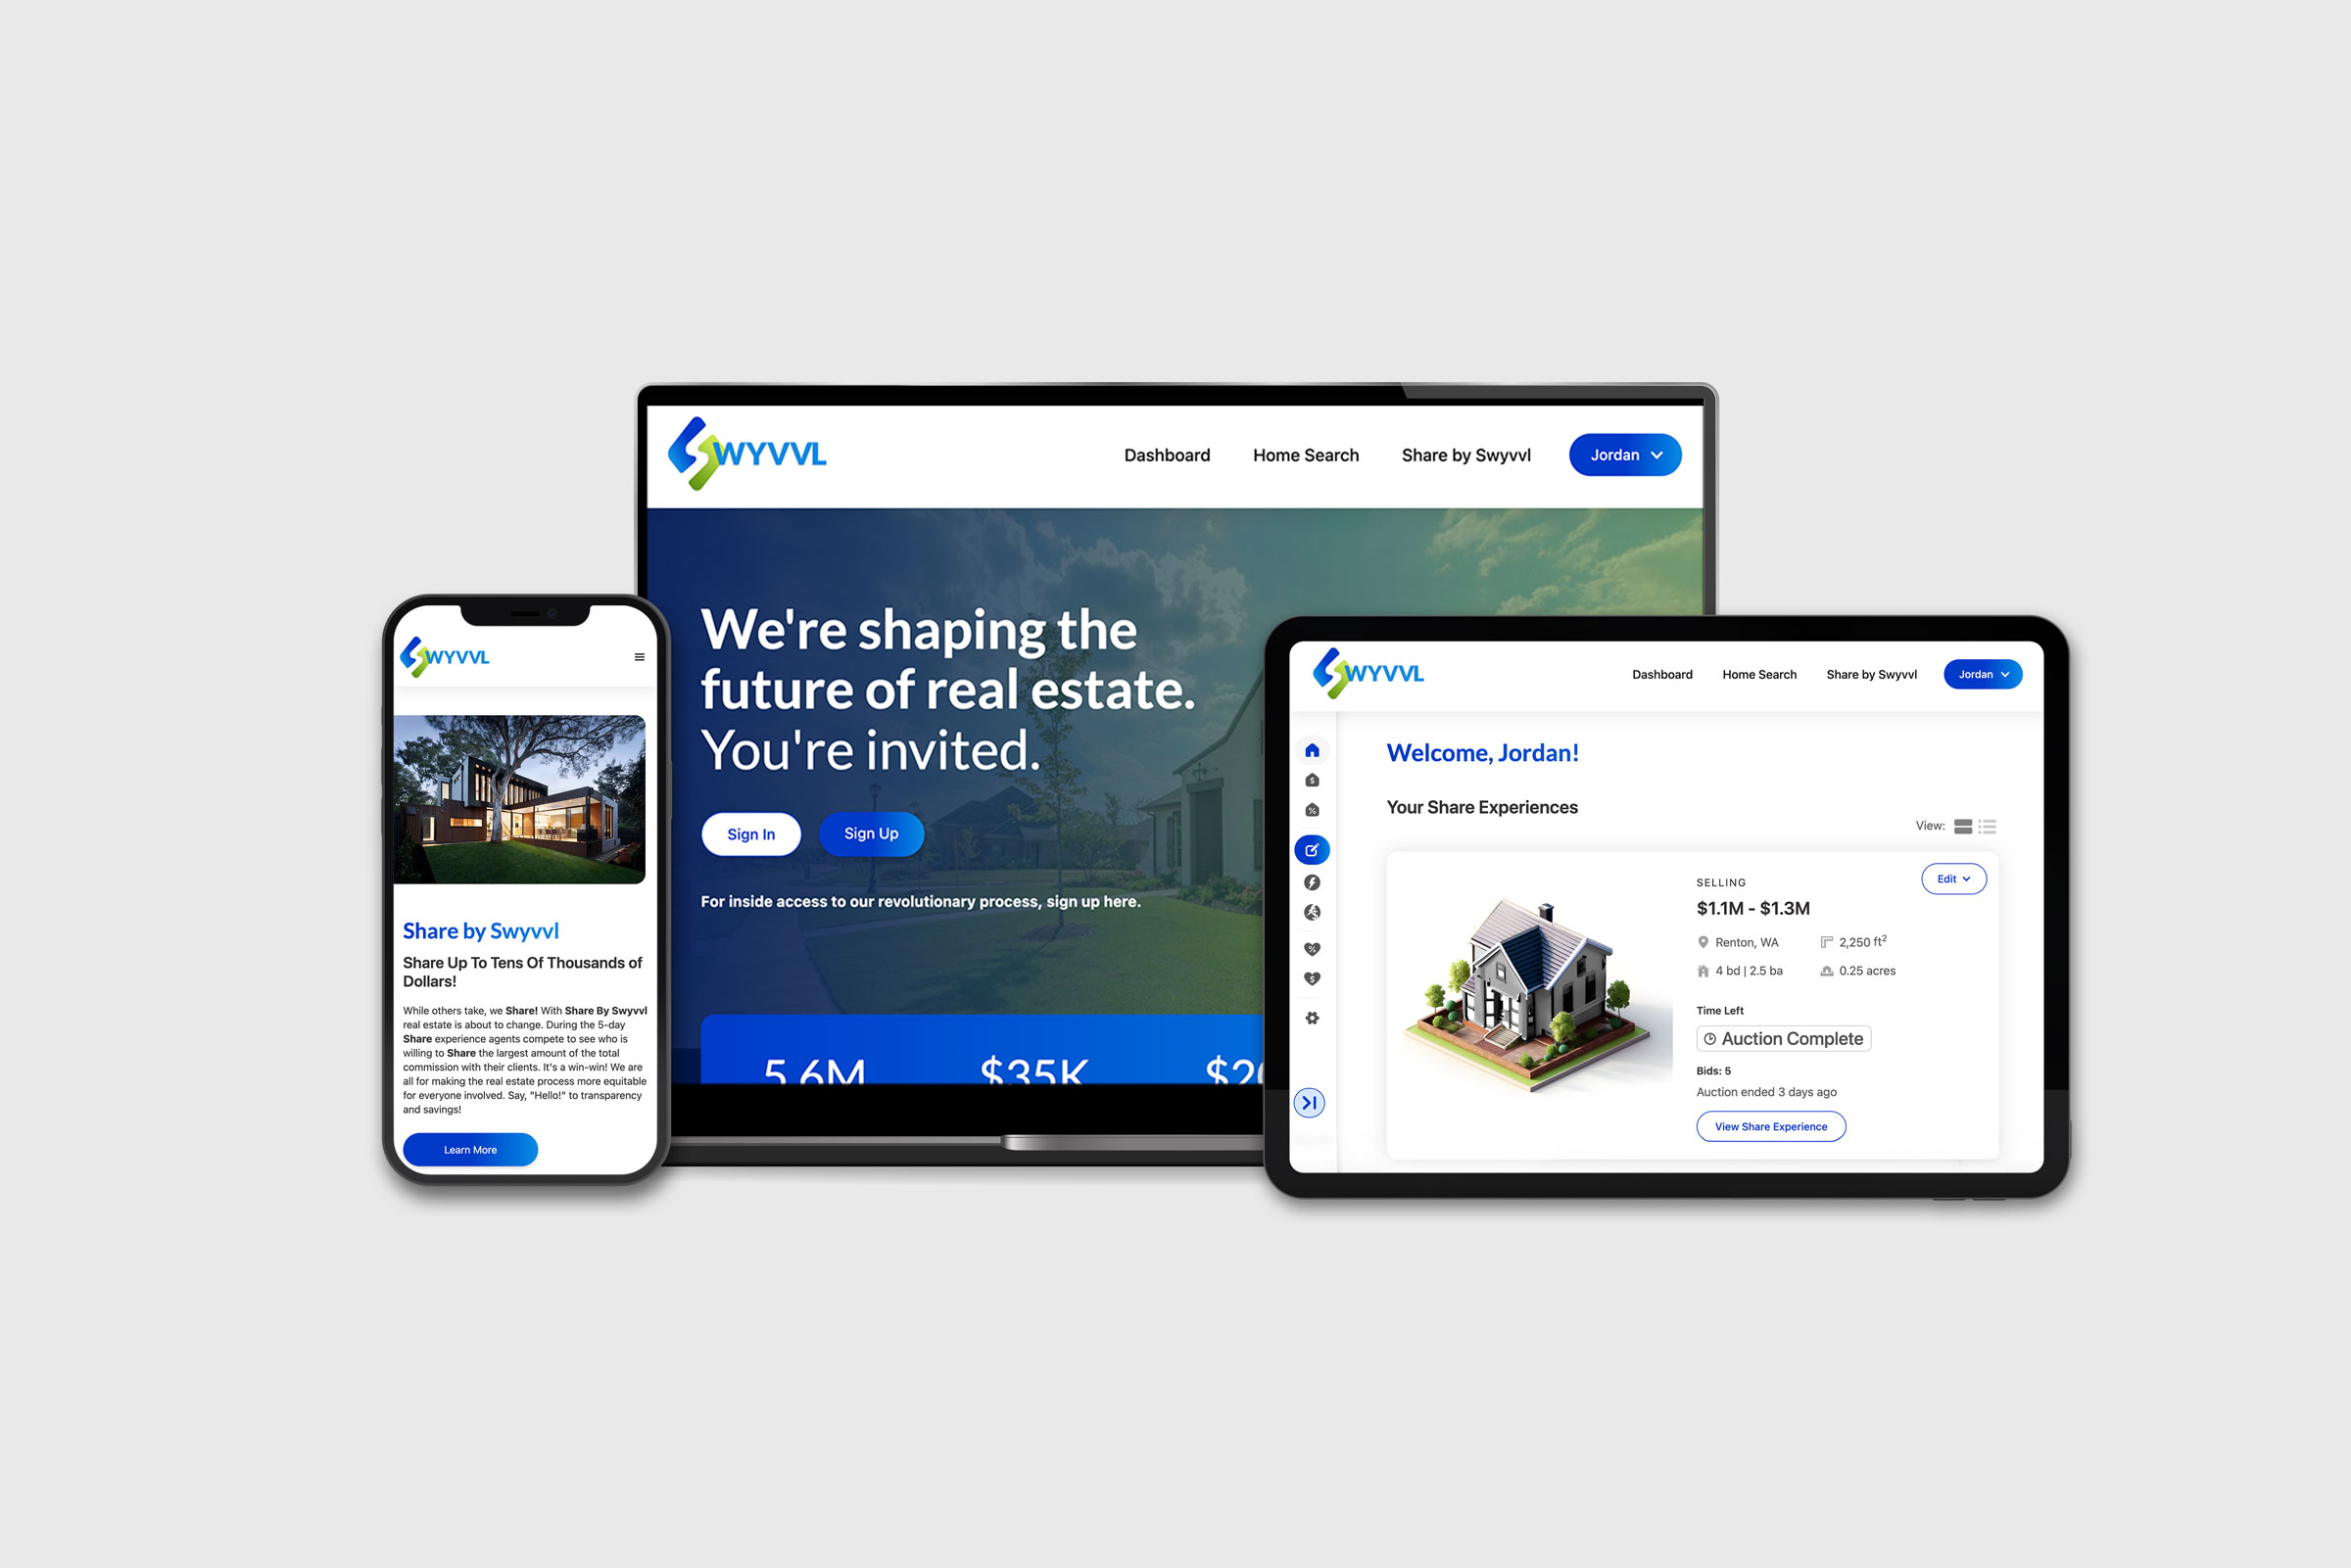 SWYVVL
Dashboard
Home Search
Share by Swyvvl
Jordan
We're shaping the
future of real estate.
You're invited.
Sign In
Sign Up
For inside access to our revolutionary process, sign up here.
5.6M
$35K
SWYVVL
Share by Swyvvl
Share Up To Tens Of Thousands of
Dollars!
While others take, we Share! With Share By Swyvvl
real estate is about to change. During the 5-day
Share experience agents compete to see who is
willing to Share the largest amount of the total
commission with their clients. It's a win-win! We are
all for making the real estate process more equitable
for everyone involved. Say, "Hello!" to transparency
and savings!
Learn More
SWYVVL
Dashboard
Home Search
Share by Swyvvl
Jordan
Welcome, Jordan!
Your Share Experiences
View:
Edit
SELLING
$1.1M - $1.3M
Renton, WA
2,250 ft²
4 bd | 2.5 ba
0.25 acres
Time Left
Auction Complete
Bids: 5
Auction ended 3 days ago
View Share Experience